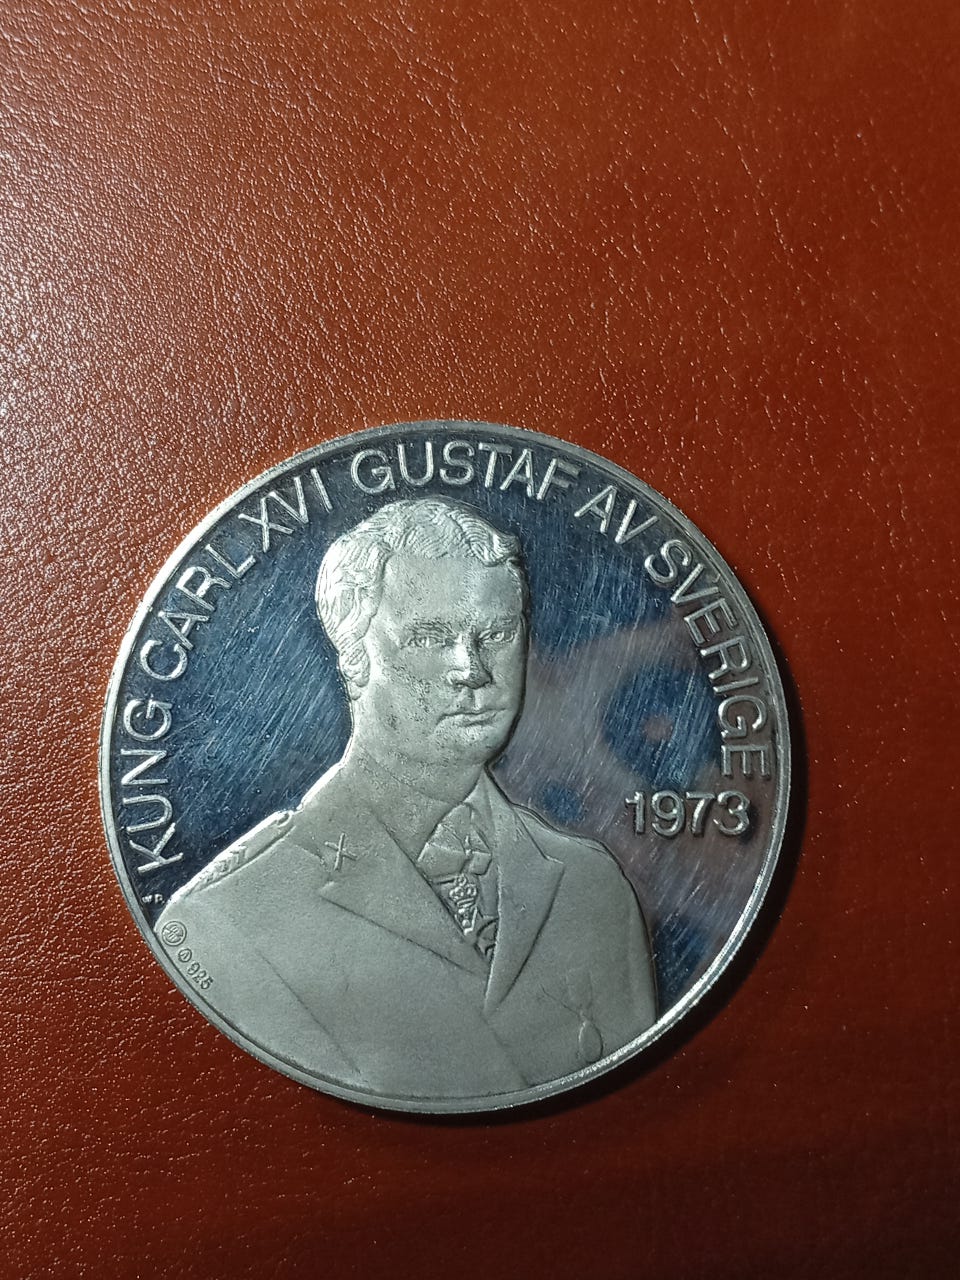 KUNG CARL XVI GUSTAF AV SVERIGE
1973
925